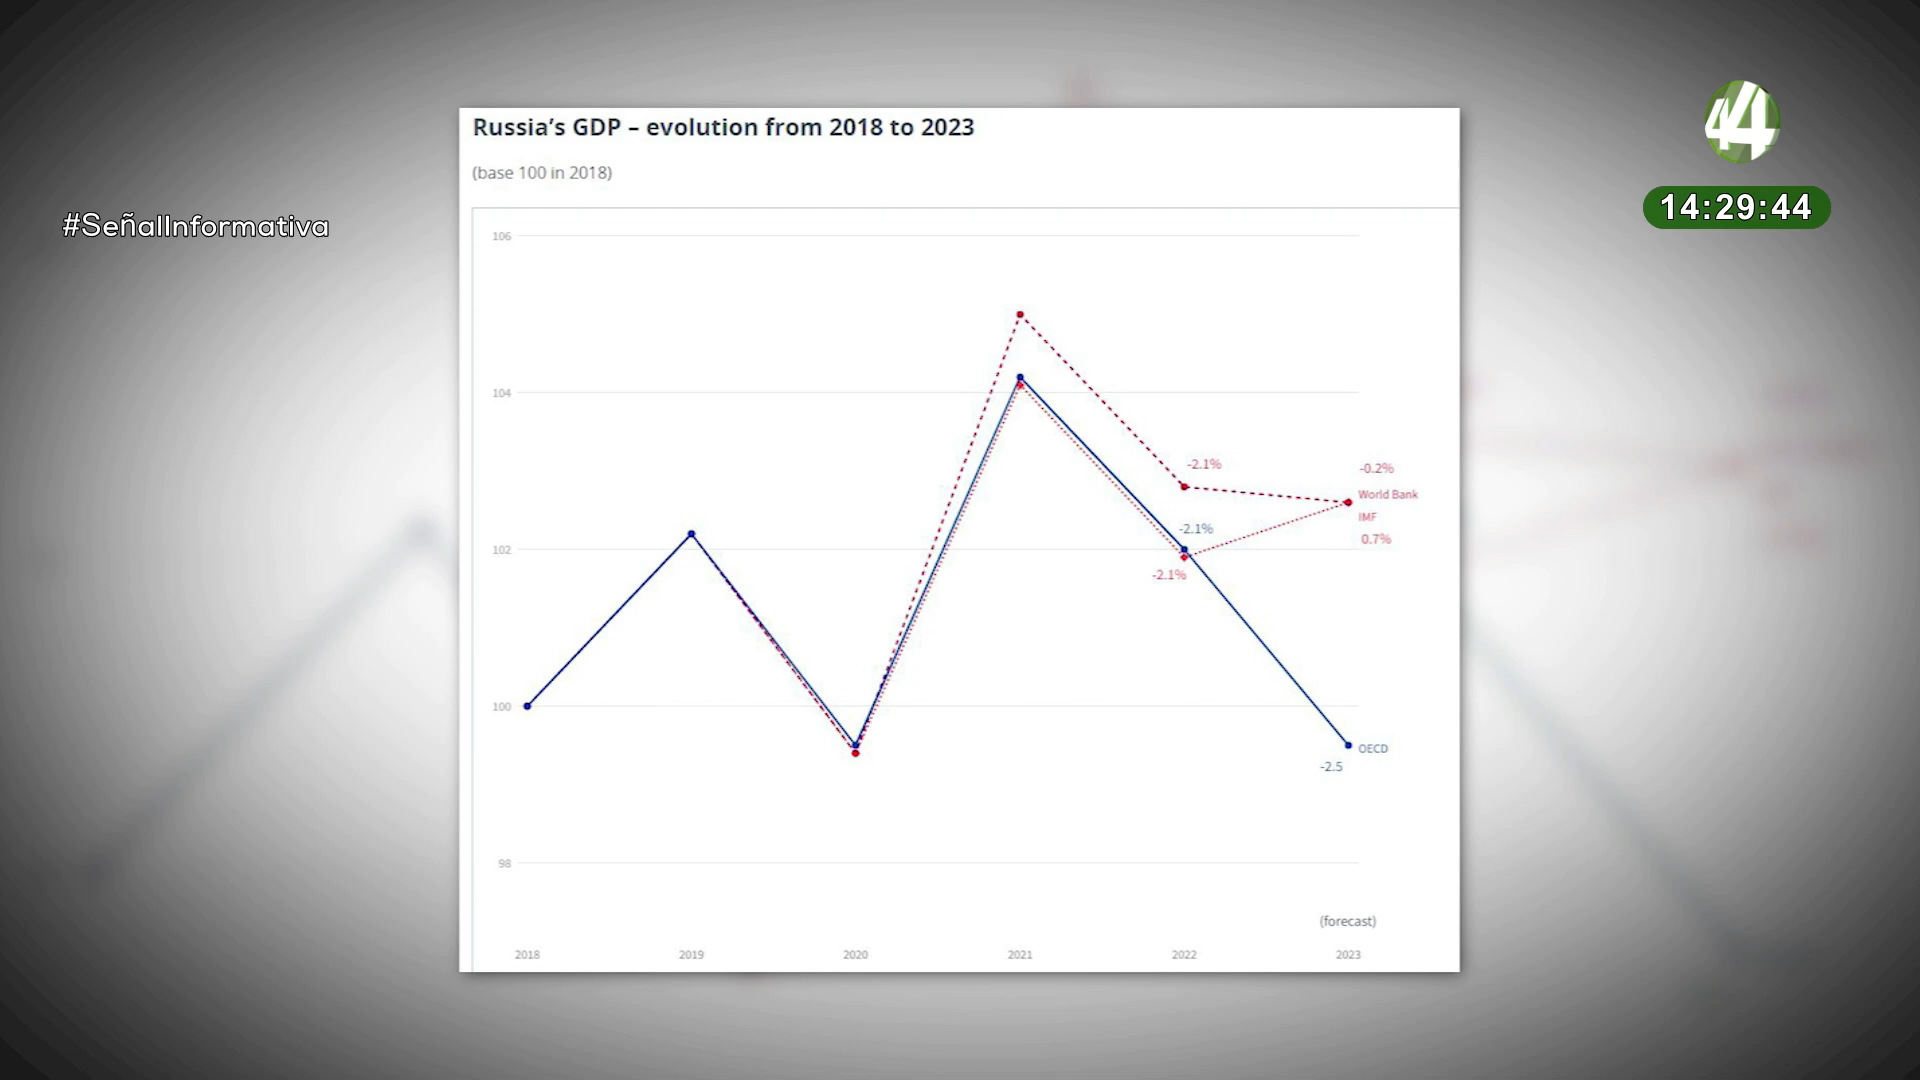 Russia's GDP – evolution from 2018 to 2023
(base 100 in 2018)
#SeñalInformativa
44
14:29:44
106
104
102
100
98
-2.1%
-2.1%
-2.1%
-0.2%
World Bank
IMF
0.7%
OECD
-2.5
(forecast)
2018 2019 2020 2021 2022 2023